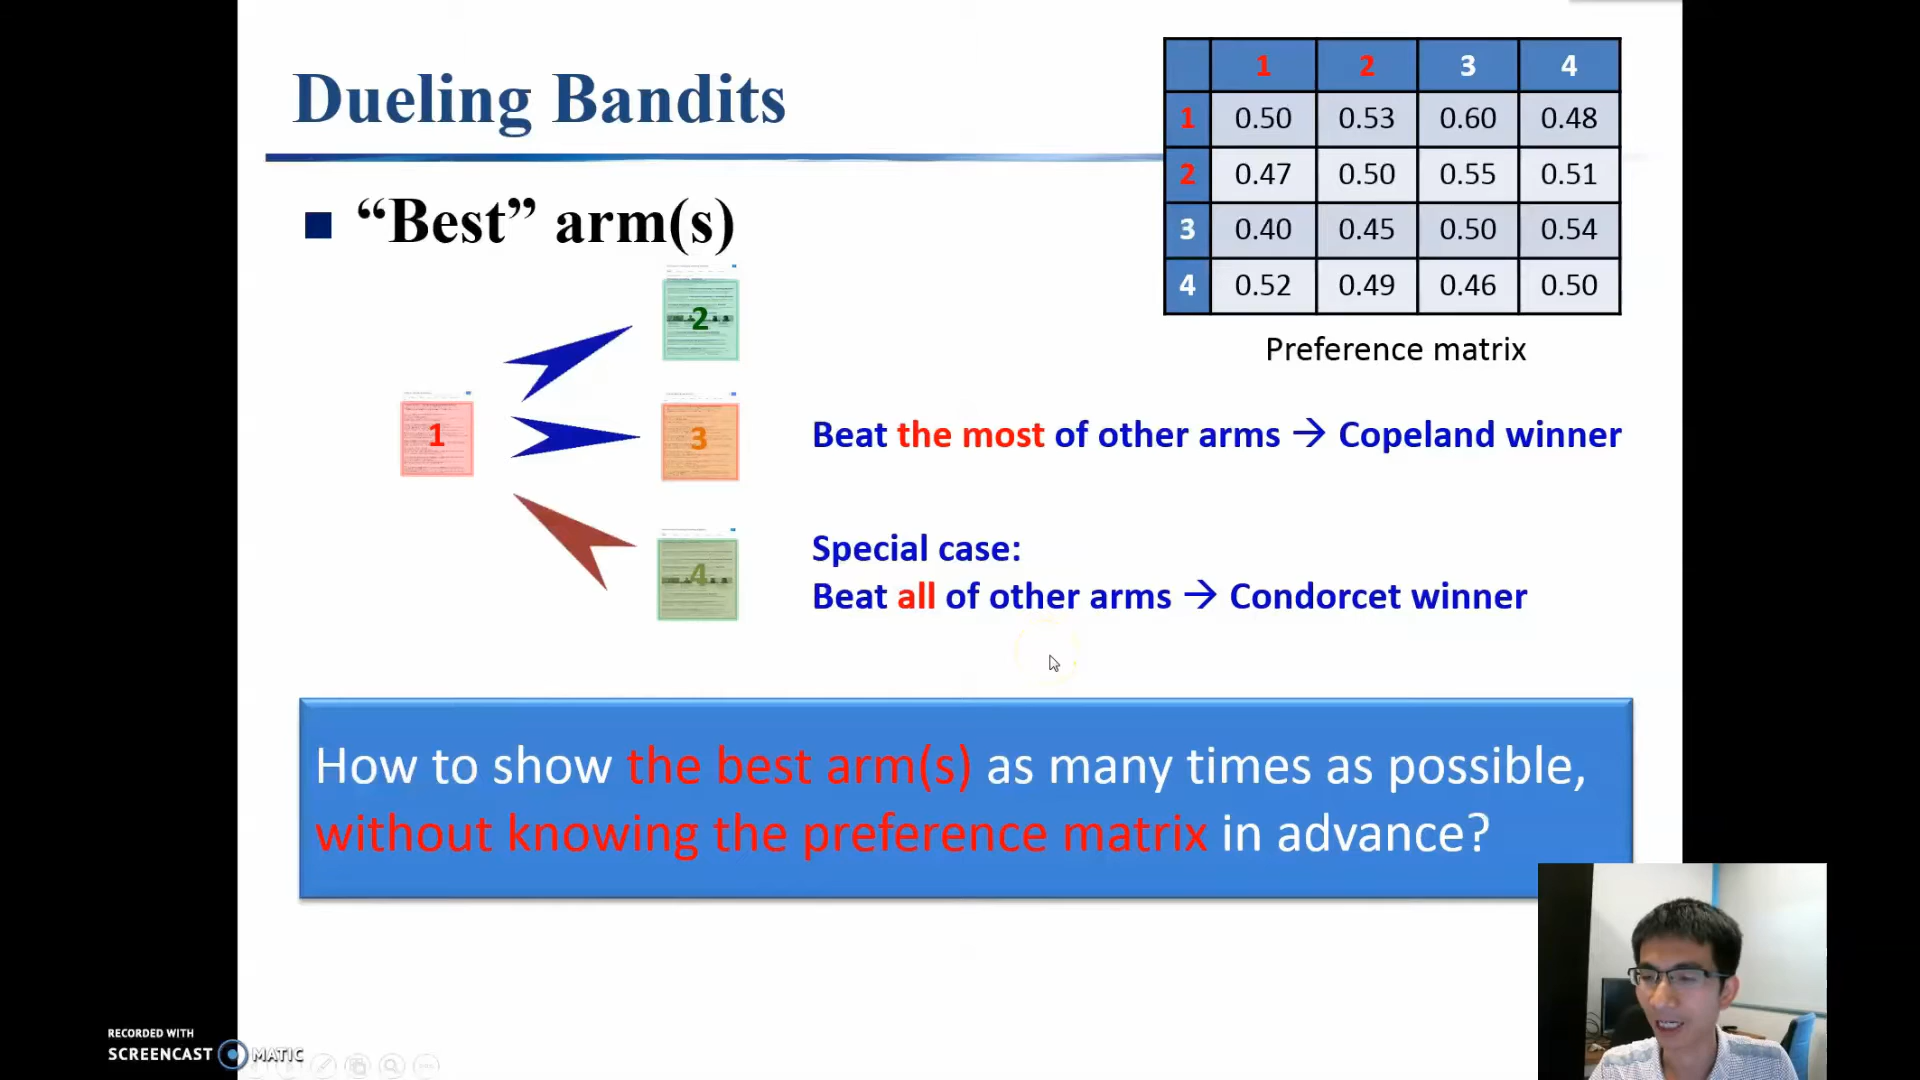 Dueling Bandits
“Best” arm(s)
1 2 3 4
1 0.50 0.53 0.60 0.48
2 0.47 0.50 0.55 0.51
3 0.40 0.45 0.50 0.54
4 0.52 0.49 0.46 0.50
Preference matrix
2
1
3
4
Beat the most of other arms → Copeland winner
Special case:
Beat all of other arms → Condorcet winner
How to show the best arm(s) as many times as possible,
without knowing the preference matrix in advance?
RECORDED WITH
SCREENCAST MATIC